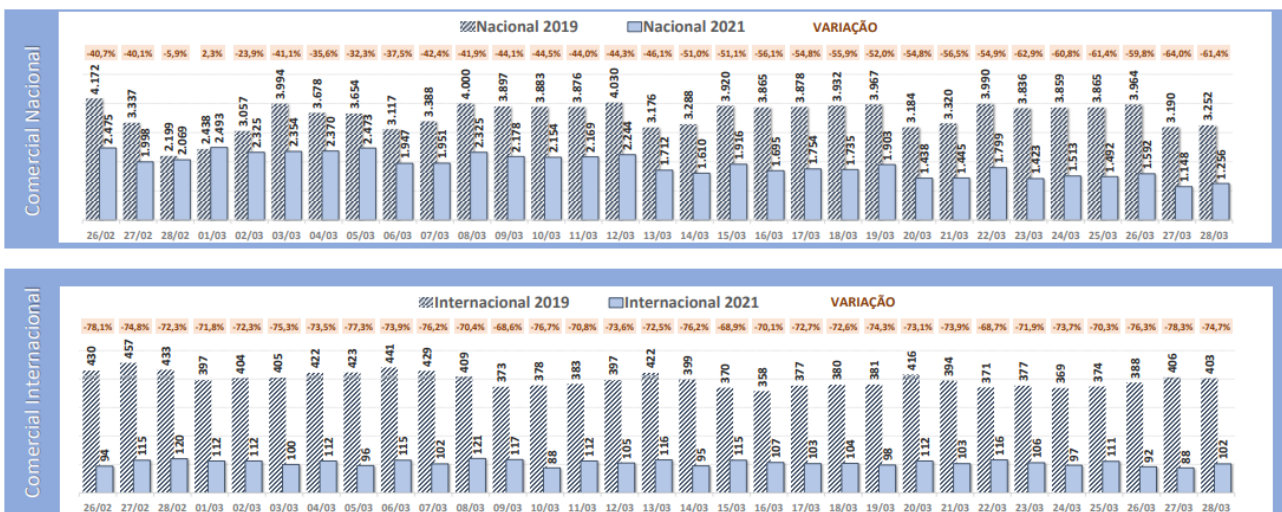 Comercial Nacional
Nacional 2019 Nacional 2021 VARIAÇÃO
-40,7% -40,1% -5,9% 2,3% -23,9% -41,1% -35,6% -32,3% -37,5% -42,4% -41,9% -44,1% -44,5% -44,0% -44,3% -46,1% -51,0% -51,1% -56,1% -54,8% -55,9% -52,0% -54,8% -56,5% -54,9% -62,9% -60,8% -61,4% -59,8% -64,0% -61,4%
4.172 3.337 2.199 2.438 3.057 3.994 3.678 3.654 3.117 3.388 4.000 3.897 3.883 3.876 4.030 3.176 3.288 3.920 3.865 3.878 3.932 3.967 3.184 3.320 3.990 3.836 3.859 3.865 3.964 3.190 3.252
2.475 1.998 2.069 2.493 2.325 2.354 2.370 2.473 1.947 1.951 2.325 2.178 2.154 2.169 2.244 1.712 1.610 1.916 1.695 1.754 1.735 1.903 1.438 1.445 1.799 1.423 1.513 1.492 1.592 1.148 1.256
26/02 27/02 28/02 01/03 02/03 03/03 04/03 05/03 06/03 07/03 08/03 09/03 10/03 11/03 12/03 13/03 14/03 15/03 16/03 17/03 18/03 19/03 20/03 21/03 22/03 23/03 24/03 25/03 26/03 27/03 28/03
Comercial Internacional
Internacional 2019 Internacional 2021 VARIAÇÃO
-78,1% -74,8% -72,3% -71,8% -72,3% -75,3% -73,5% -77,3% -73,9% -76,2% -70,4% -68,6% -76,7% -70,8% -73,6% -72,5% -76,2% -68,9% -70,1% -72,7% -72,6% -74,3% -73,1% -73,9% -68,7% -71,9% -73,7% -70,3% -76,3% -78,3% -74,7%
430 457 433 397 404 405 422 423 441 429 409 373 378 383 397 422 399 370 358 377 380 381 416 394 371 377 369 374 388 406 403
94 115 120 112 112 100 112 96 115 102 121 117 88 112 105 116 95 115 107 103 104 98 112 103 116 106 97 111 92 88 102
26/02 27/02 28/02 01/03 02/03 03/03 04/03 05/03 06/03 07/03 08/03 09/03 10/03 11/03 12/03 13/03 14/03 15/03 16/03 17/03 18/03 19/03 20/03 21/03 22/03 23/03 24/03 25/03 26/03 27/03 28/03